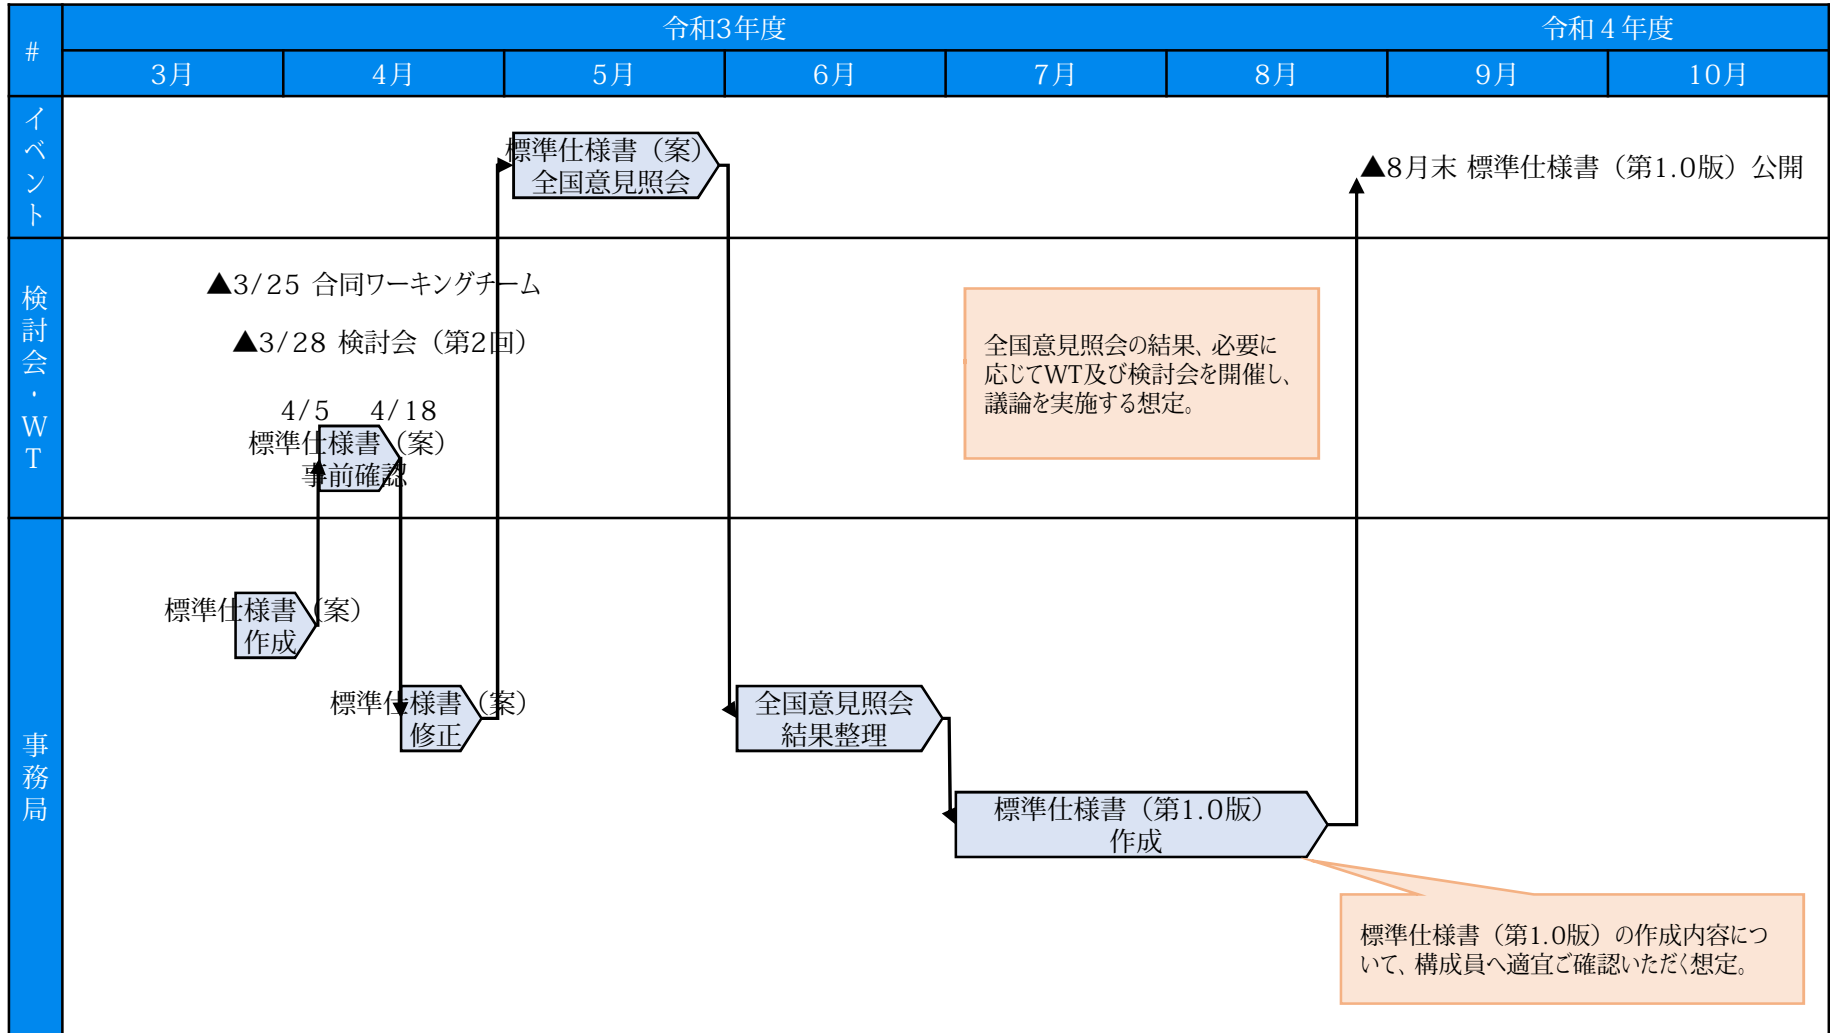 #
令和3年度
令和４年度
3月
4月
5月
6月
7月
8月
9月
10月
イベント
標準仕様書（案）
全国意見照会
▲8月末 標準仕様書（第1.0版）公開
検討会・WT
▲3/25 合同ワーキングチーム
▲3/28 検討会（第2回）
4/5
4/18
標準仕様書（案）
事前確認
全国意見照会の結果、必要に
応じてWT及び検討会を開催し、
議論を実施する想定。
事務局
標準仕様書（案）
作成
標準仕様書（案）
修正
全国意見照会
結果整理
標準仕様書（第1.0版）
作成
標準仕様書（第1.0版）の作成内容につ
いて、構成員へ適宜ご確認いただく想定。